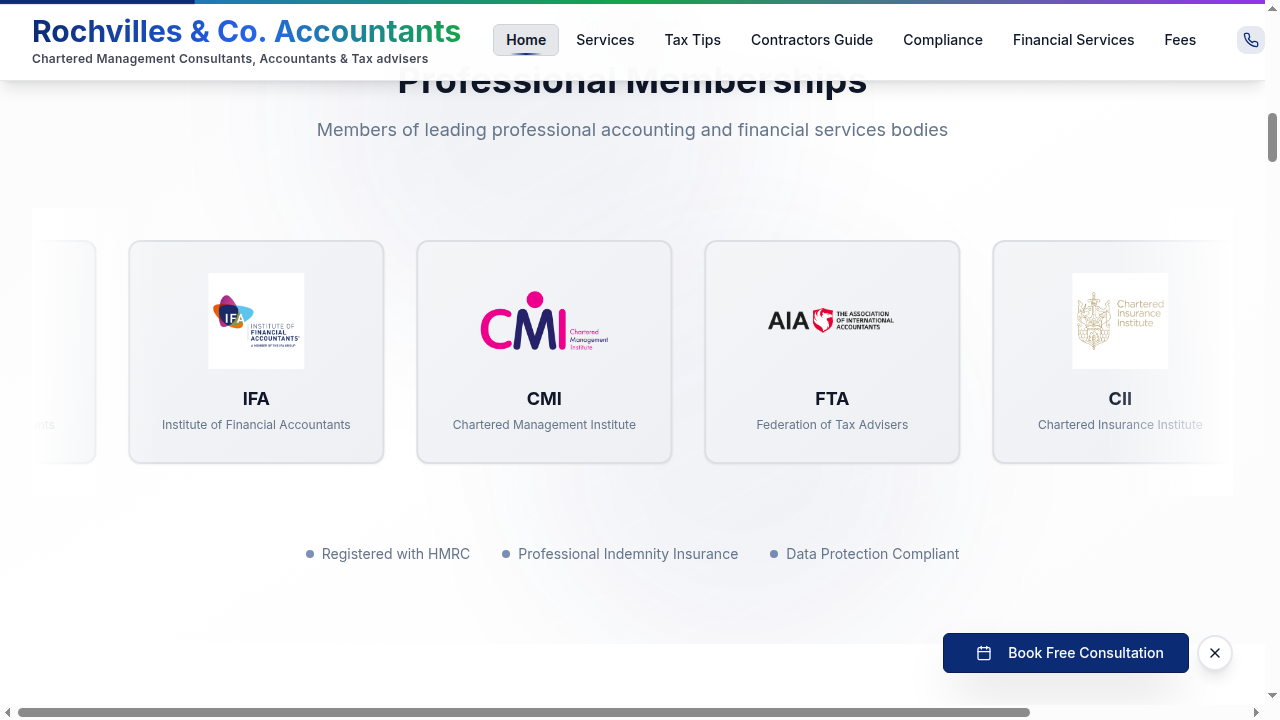 Rochvilles & Co. Accountants
Chartered Management Consultants, Accountants & Tax advisers
Home
Services
Tax Tips
Contractors Guide
Compliance
Financial Services
Fees
Professional Memberships
Members of leading professional accounting and financial services bodies
nts
IFA
INSTITUTE OF
FINANCIAL
ACCOUNTANTS
A MEMBER OF THE IPA GROUP
IFA
Institute of Financial Accountants
CMI
Chartered
Management
Institute
CMI
Chartered Management Institute
AIA
THE ASSOCIATION
OF INTERNATIONAL
ACCOUNTANTS
FTA
Federation of Tax Advisers
Chartered
Insurance
Institute
CII
Chartered Insurance Institute
Registered with HMRC
Professional Indemnity Insurance
Data Protection Compliant
Book Free Consultation